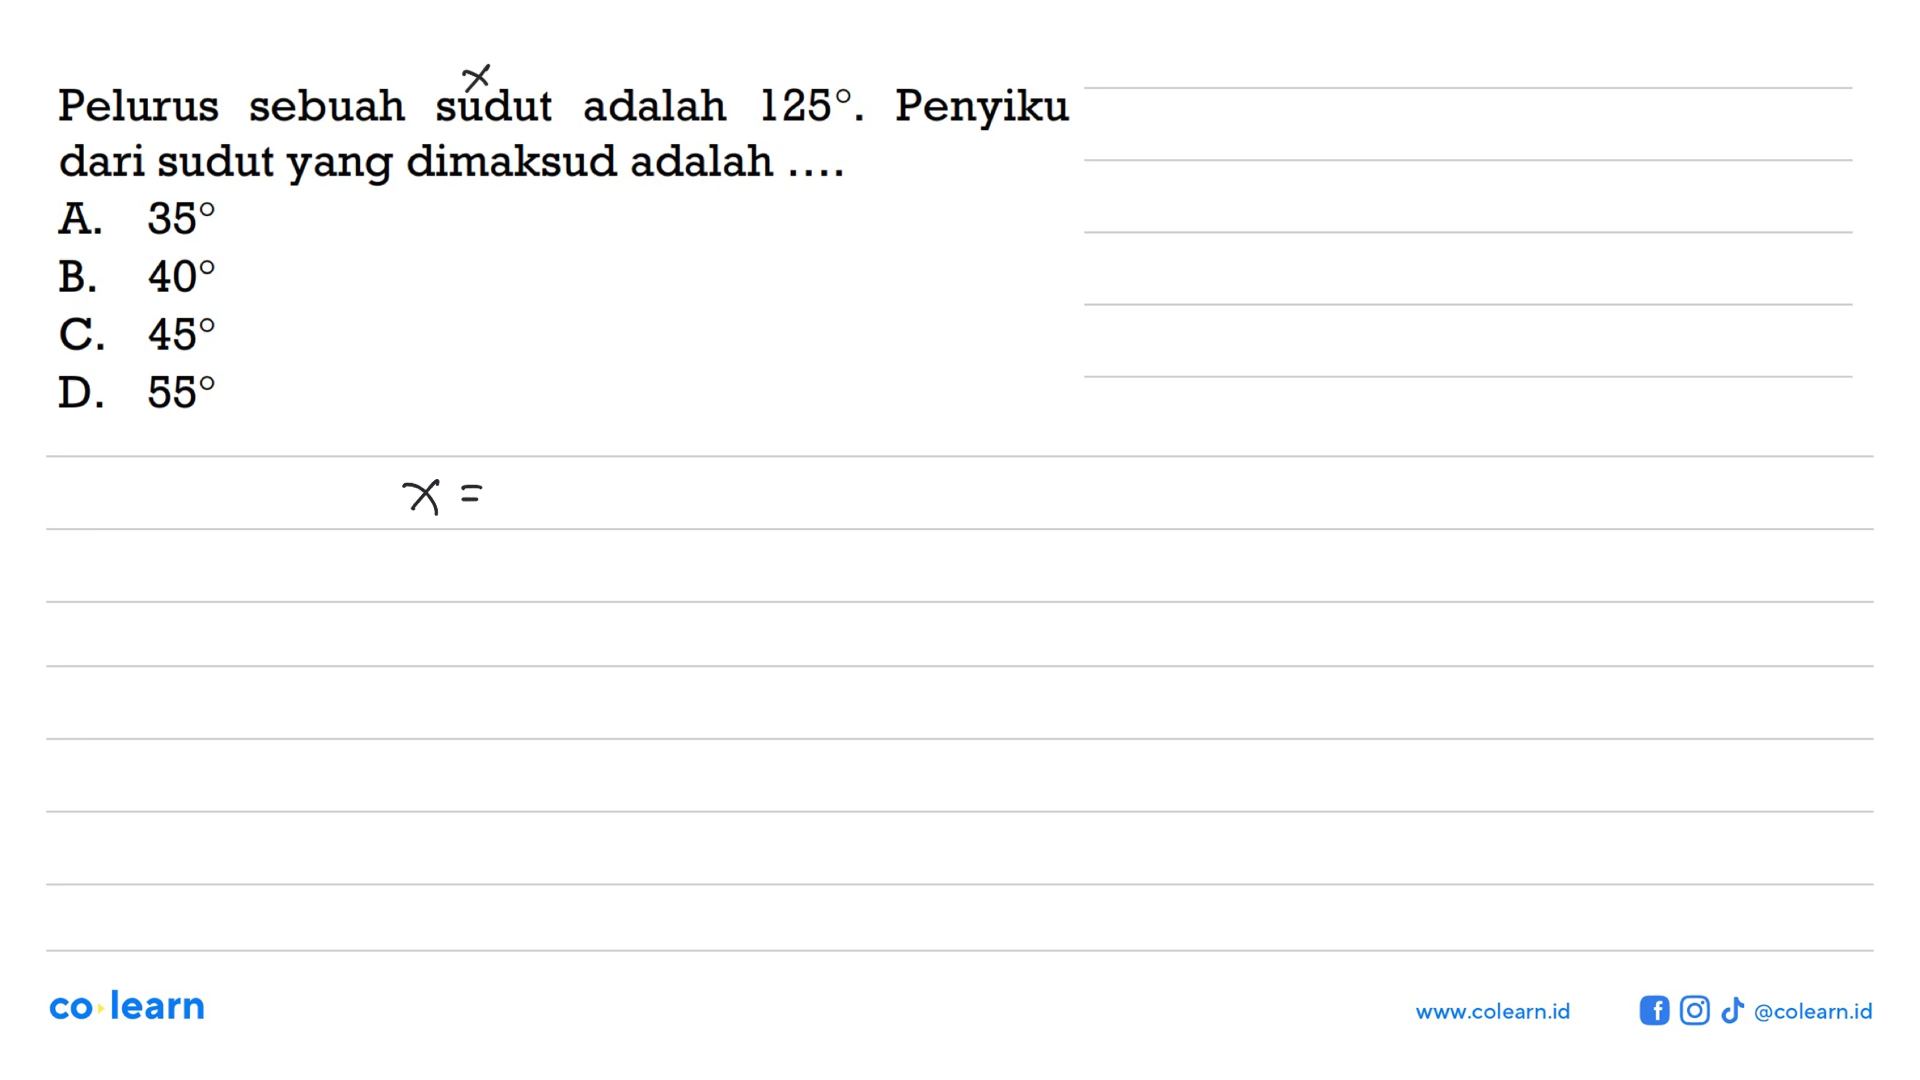 x
Pelurus sebuah sudut adalah 125°. Penyiku
dari sudut yang dimaksud adalah ....
A. 35°
B. 40°
C. 45°
D. 55°
x =
co learn
www.colearn.id
@colearn.id